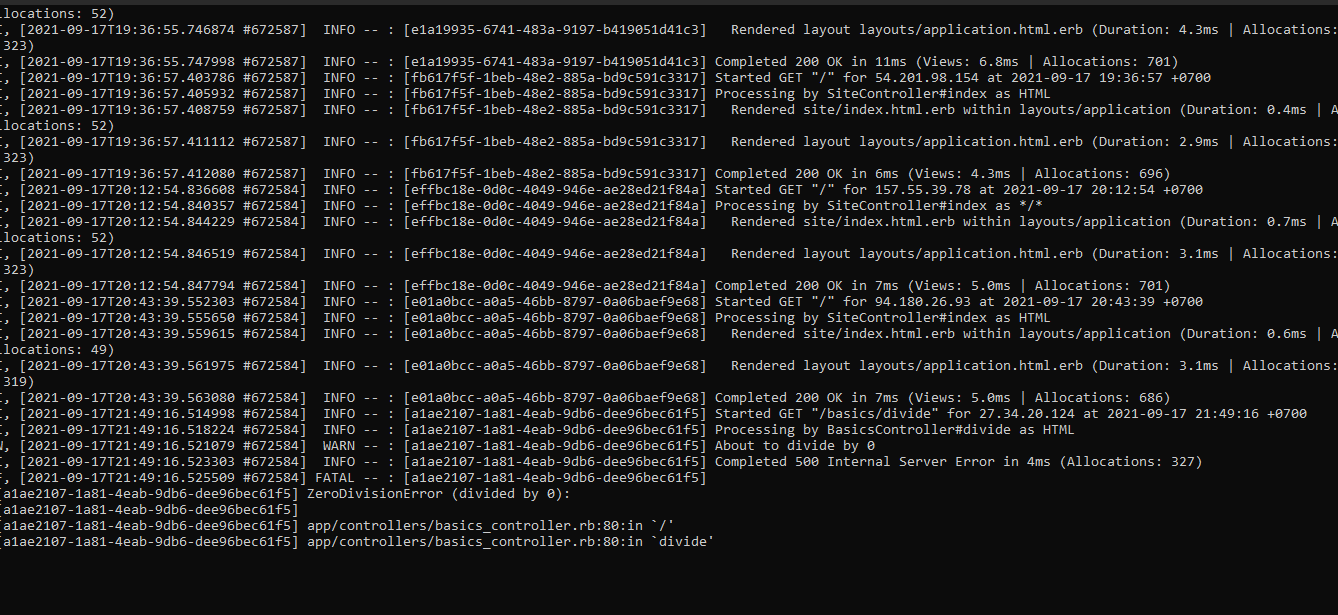 llocations: 52)
I, [2021-09-17T19:36:55.746874 #672587]  INFO -- : [e1a19935-6741-483a-9197-b419051d41c3]   Rendered layout layouts/application.html.erb (Duration: 4.3ms | Allocations:
323)
I, [2021-09-17T19:36:55.747998 #672587]  INFO -- : [e1a19935-6741-483a-9197-b419051d41c3] Completed 200 OK in 11ms (Views: 6.8ms | Allocations: 701)
I, [2021-09-17T19:36:57.403786 #672587]  INFO -- : [fb617f5f-1beb-48e2-885a-bd9c591c3317] Started GET "/" for 54.201.98.154 at 2021-09-17 19:36:57 +0700
I, [2021-09-17T19:36:57.405932 #672587]  INFO -- : [fb617f5f-1beb-48e2-885a-bd9c591c3317] Processing by SiteController#index as HTML
I, [2021-09-17T19:36:57.408759 #672587]  INFO -- : [fb617f5f-1beb-48e2-885a-bd9c591c3317]   Rendered site/index.html.erb within layouts/application (Duration: 0.4ms | A
llocations: 52)
I, [2021-09-17T19:36:57.411112 #672587]  INFO -- : [fb617f5f-1beb-48e2-885a-bd9c591c3317]   Rendered layout layouts/application.html.erb (Duration: 2.9ms | Allocations:
323)
I, [2021-09-17T19:36:57.412080 #672587]  INFO -- : [fb617f5f-1beb-48e2-885a-bd9c591c3317] Completed 200 OK in 6ms (Views: 4.3ms | Allocations: 696)
I, [2021-09-17T20:12:54.836608 #672584]  INFO -- : [effbc18e-0d0c-4049-946e-ae28ed21f84a] Started GET "/" for 157.55.39.78 at 2021-09-17 20:12:54 +0700
I, [2021-09-17T20:12:54.840357 #672584]  INFO -- : [effbc18e-0d0c-4049-946e-ae28ed21f84a] Processing by SiteController#index as */*
I, [2021-09-17T20:12:54.844229 #672584]  INFO -- : [effbc18e-0d0c-4049-946e-ae28ed21f84a]   Rendered site/index.html.erb within layouts/application (Duration: 0.7ms | A
llocations: 52)
I, [2021-09-17T20:12:54.846519 #672584]  INFO -- : [effbc18e-0d0c-4049-946e-ae28ed21f84a]   Rendered layout layouts/application.html.erb (Duration: 3.1ms | Allocations:
323)
I, [2021-09-17T20:12:54.847794 #672584]  INFO -- : [effbc18e-0d0c-4049-946e-ae28ed21f84a] Completed 200 OK in 7ms (Views: 5.0ms | Allocations: 701)
I, [2021-09-17T20:43:39.552303 #672584]  INFO -- : [e01a0bcc-a0a5-46bb-8797-0a06baef9e68] Started GET "/" for 94.180.26.93 at 2021-09-17 20:43:39 +0700
I, [2021-09-17T20:43:39.555650 #672584]  INFO -- : [e01a0bcc-a0a5-46bb-8797-0a06baef9e68] Processing by SiteController#index as HTML
I, [2021-09-17T20:43:39.559615 #672584]  INFO -- : [e01a0bcc-a0a5-46bb-8797-0a06baef9e68]   Rendered site/index.html.erb within layouts/application (Duration: 0.6ms | A
llocations: 49)
I, [2021-09-17T20:43:39.561975 #672584]  INFO -- : [e01a0bcc-a0a5-46bb-8797-0a06baef9e68]   Rendered layout layouts/application.html.erb (Duration: 3.1ms | Allocations:
319)
I, [2021-09-17T20:43:39.563080 #672584]  INFO -- : [e01a0bcc-a0a5-46bb-8797-0a06baef9e68] Completed 200 OK in 7ms (Views: 5.0ms | Allocations: 686)
I, [2021-09-17T21:49:16.514998 #672584]  INFO -- : [a1ae2107-1a81-4eab-9db6-dee96bec61f5] Started GET "/basics/divide" for 27.34.20.124 at 2021-09-17 21:49:16 +0700
I, [2021-09-17T21:49:16.518224 #672584]  INFO -- : [a1ae2107-1a81-4eab-9db6-dee96bec61f5] Processing by BasicsController#divide as HTML
W, [2021-09-17T21:49:16.521079 #672584]  WARN -- : [a1ae2107-1a81-4eab-9db6-dee96bec61f5] About to divide by 0
I, [2021-09-17T21:49:16.523303 #672584]  INFO -- : [a1ae2107-1a81-4eab-9db6-dee96bec61f5] Completed 500 Internal Server Error in 4ms (Allocations: 327)
F, [2021-09-17T21:49:16.525509 #672584] FATAL -- : [a1ae2107-1a81-4eab-9db6-dee96bec61f5]
[a1ae2107-1a81-4eab-9db6-dee96bec61f5] ZeroDivisionError (divided by 0):
[a1ae2107-1a81-4eab-9db6-dee96bec61f5]
[a1ae2107-1a81-4eab-9db6-dee96bec61f5] app/controllers/basics_controller.rb:80:in `/'
[a1ae2107-1a81-4eab-9db6-dee96bec61f5] app/controllers/basics_controller.rb:80:in `divide'